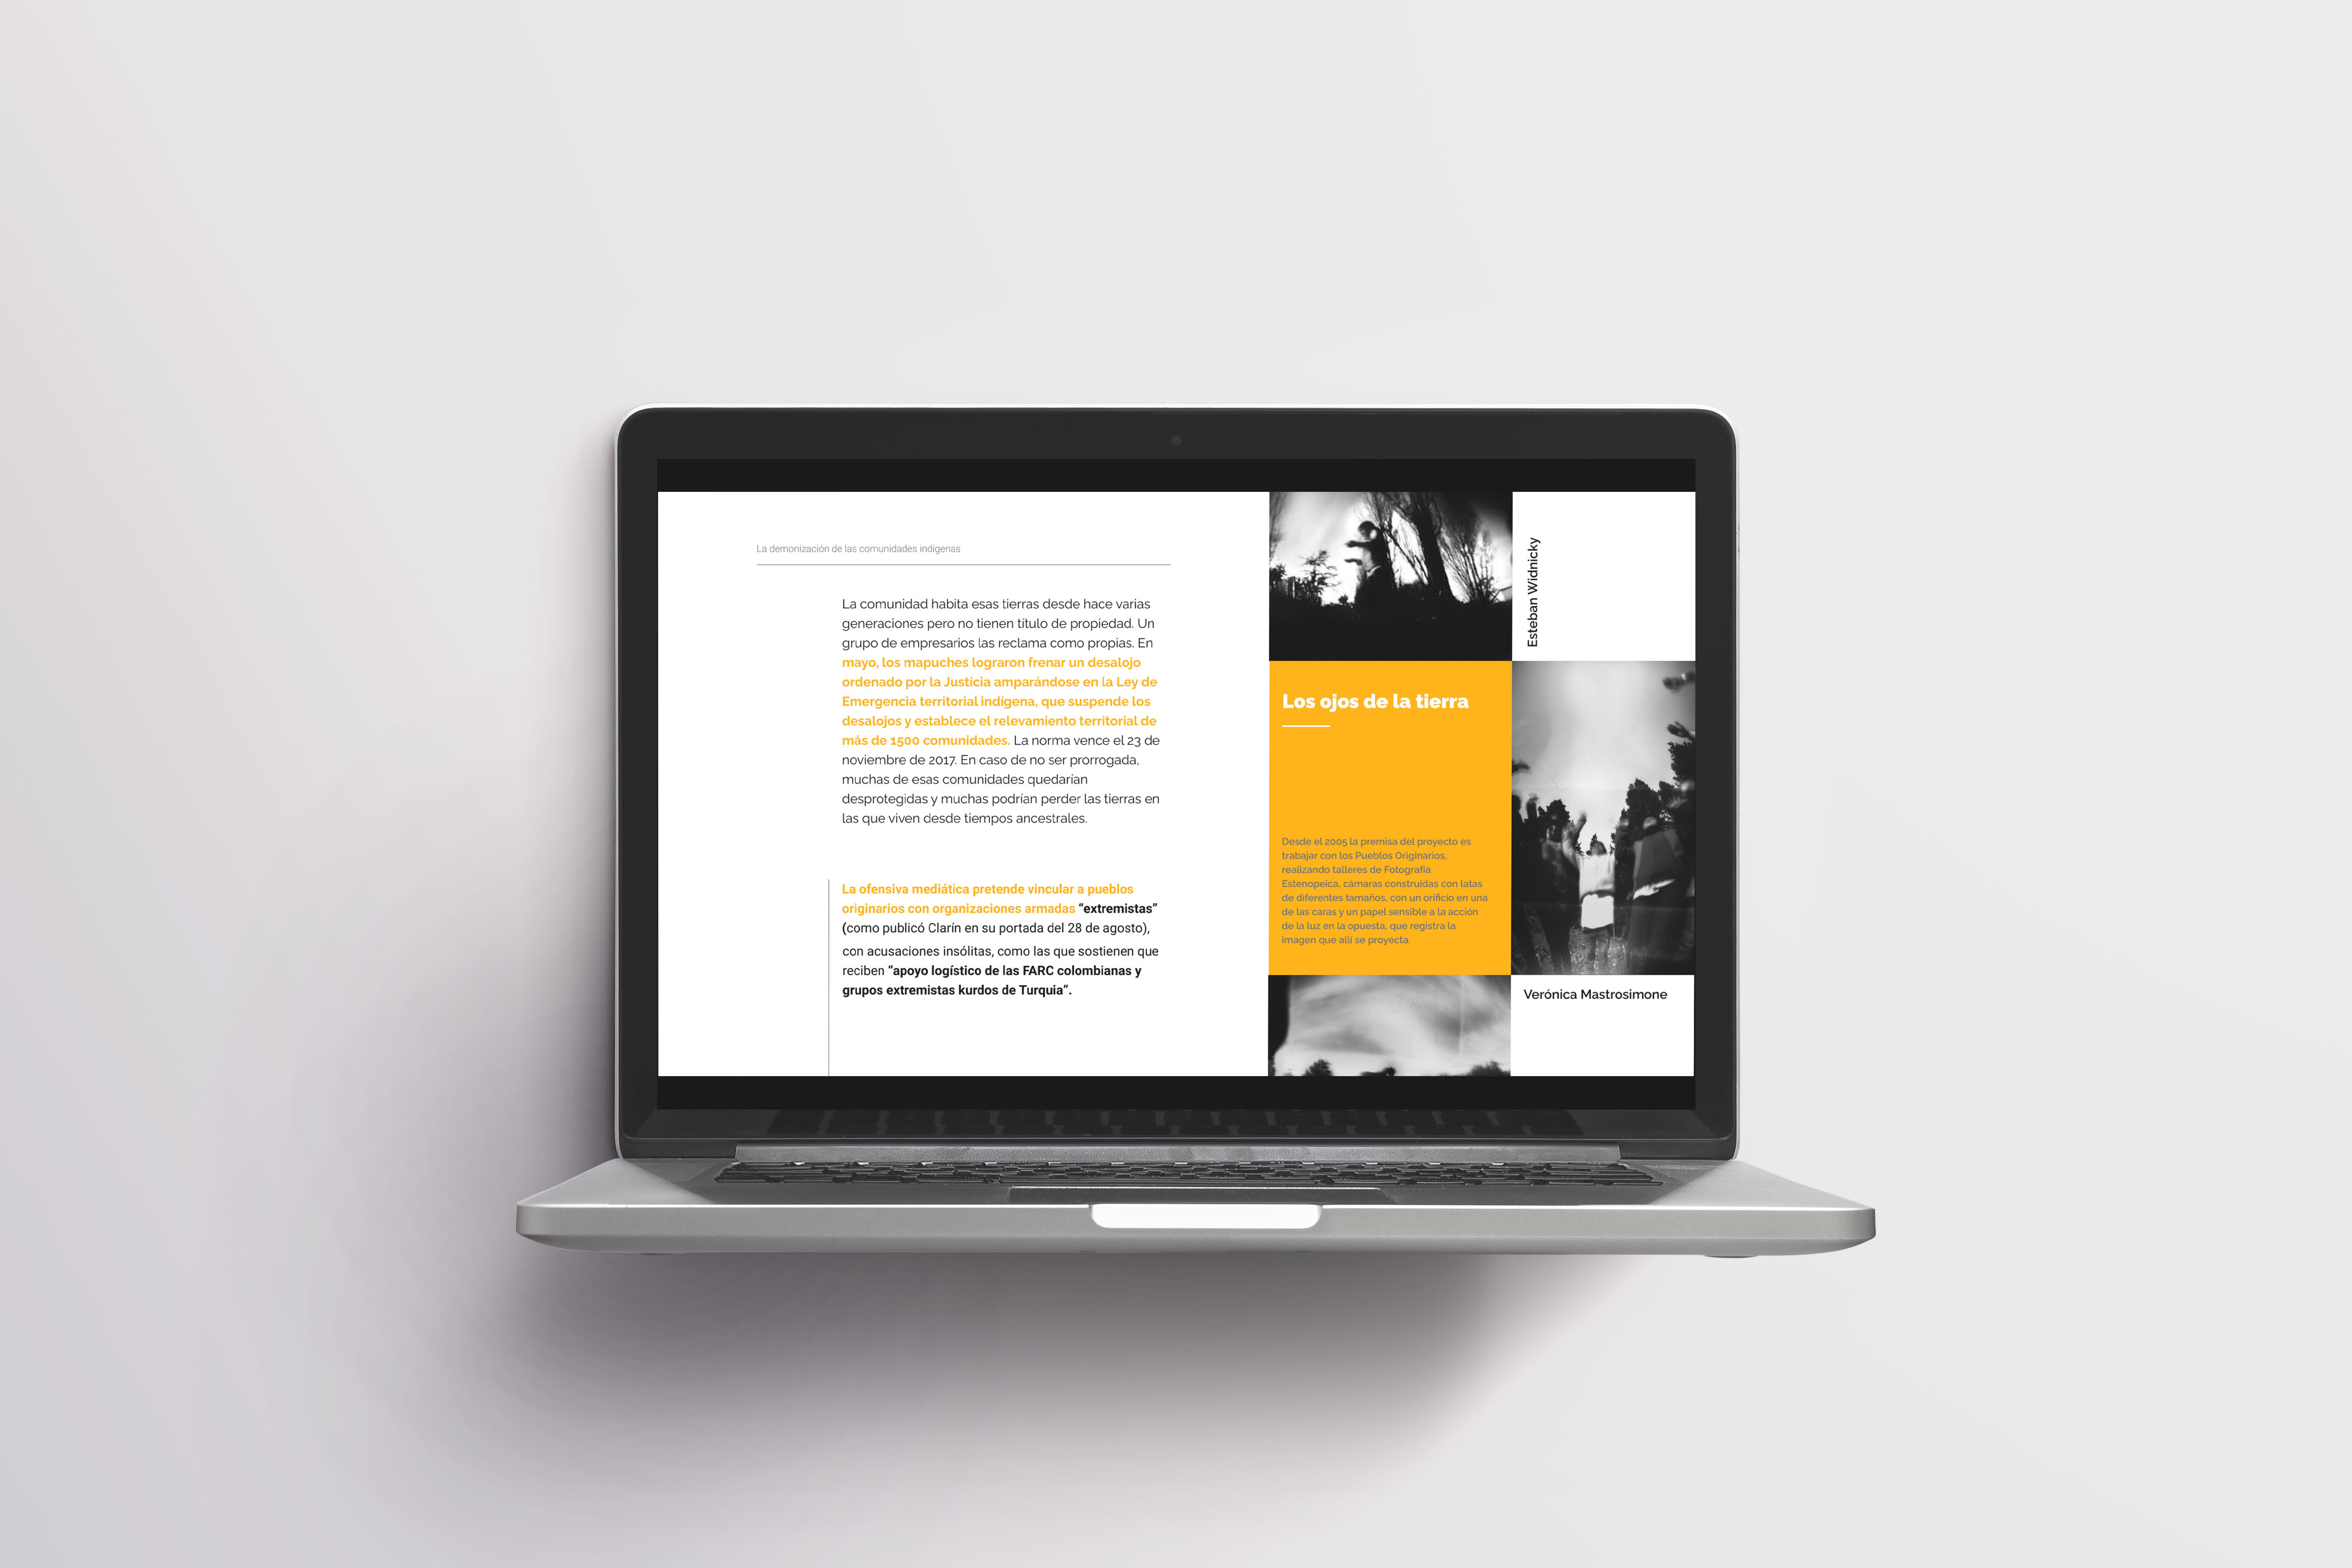 La demonización de las comunidades indígenas
La comunidad habita esas tierras desde hace varias
generaciones pero no tienen título de propiedad. Un
grupo de empresarios las reclama como propias. En
mayo, los mapuches lograron frenar un desalojo
ordenado por la Justicia amparándose en la Ley de
Emergencia territorial indígena, que suspende los
desalojos y establece el relevamiento territorial de
más de 1500 comunidades. La norma vence el 23 de
noviembre de 2017. En caso de no ser prorrogada,
muchas de esas comunidades quedarían
desprotegidas y muchas podrían perder las tierras en
las que viven desde tiempos ancestrales.
La ofensiva mediática pretende vincular a pueblos
originarios con organizaciones armadas “extremistas”
(como publicó Clarín en su portada del 28 de agosto),
con acusaciones insólitas, como las que sostienen que
reciben “apoyo logístico de las FARC colombianas y
grupos extremistas kurdos de Turquia”.
Esteban Widnicky
Los ojos de la tierra
Desde el 2005 la premisa del proyecto es
trabajar con los Pueblos Originarios,
realizando talleres de Fotografía
Estenopeica, cámaras construidas con latas
de diferentes tamaños, con un orificio en una
de las caras y un papel sensible a la acción
de la luz en la opuesta, que registra la
imagen que allí se proyecta.
Verónica Mastrosimone